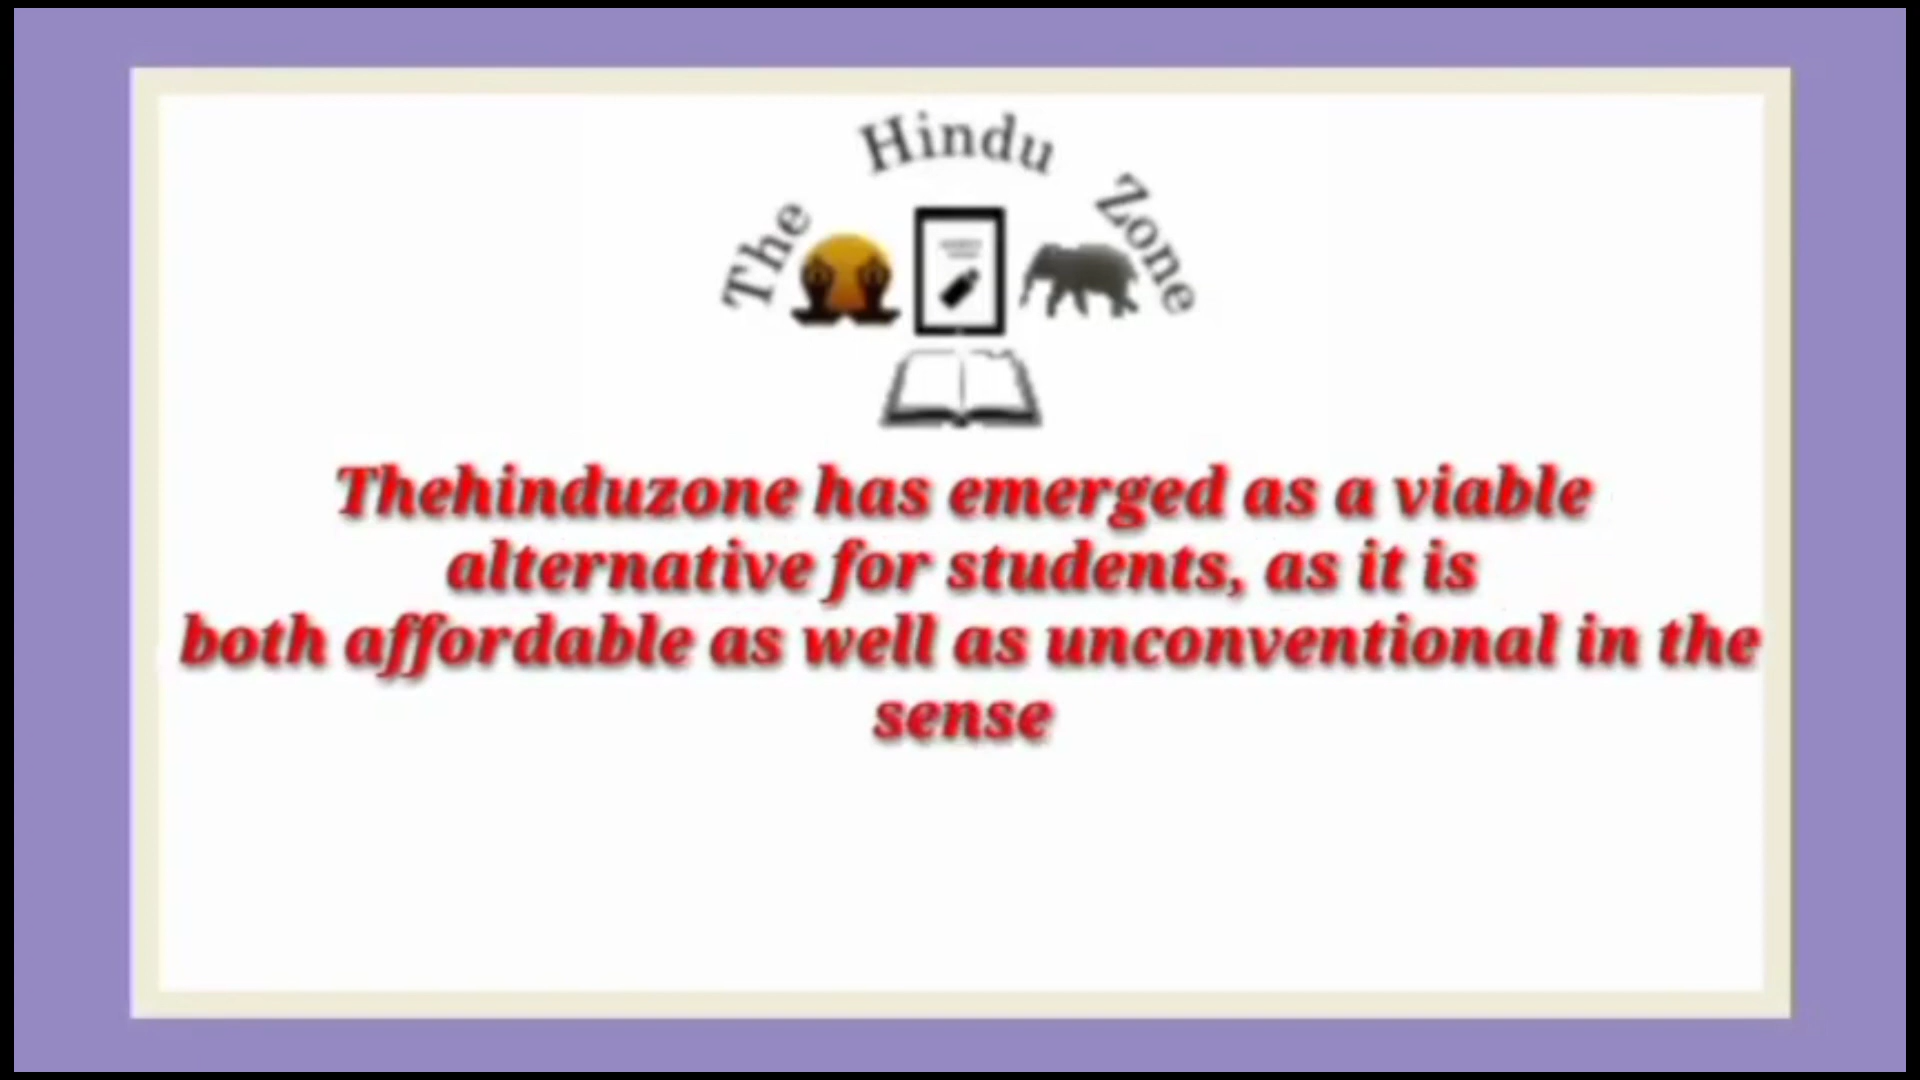 The Hindu Zone
Thehinduzone has emerged as a viable
alternative for students, as it is
both affordable as well as unconventional in the
sense